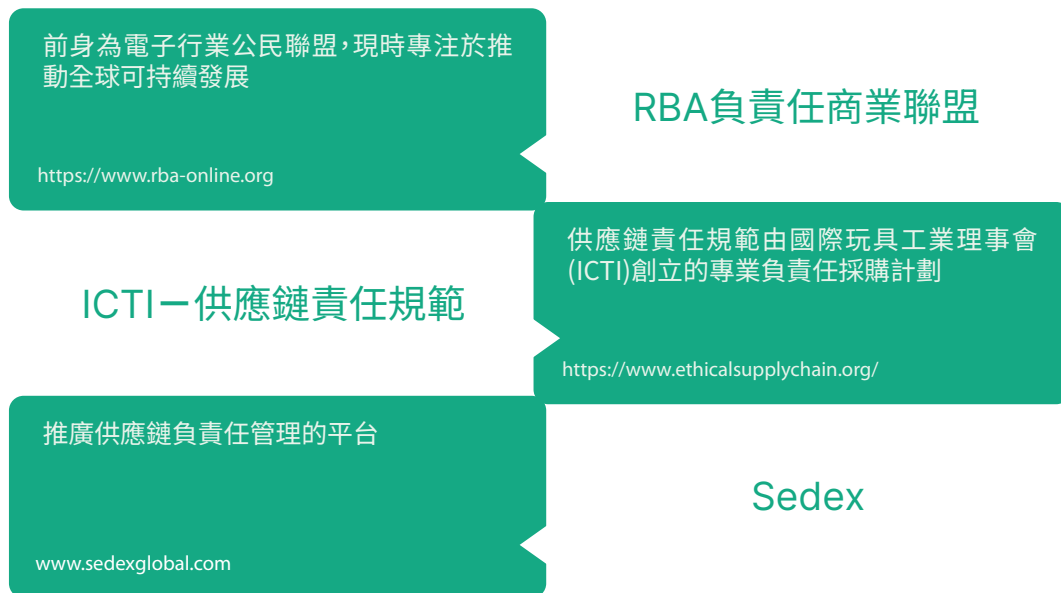 前身為電子行業公民聯盟，現時專注於推
動全球可持續發展
https://www.rba-online.org
RBA負責任商業聯盟
ICTI－供應鏈責任規範
供應鏈責任規範由國際玩具工業理事會
(ICTI)創立的專業負責任採購計劃
https://www.ethicalsupplychain.org/
推廣供應鏈負責任管理的平台
www.sedexglobal.com
Sedex